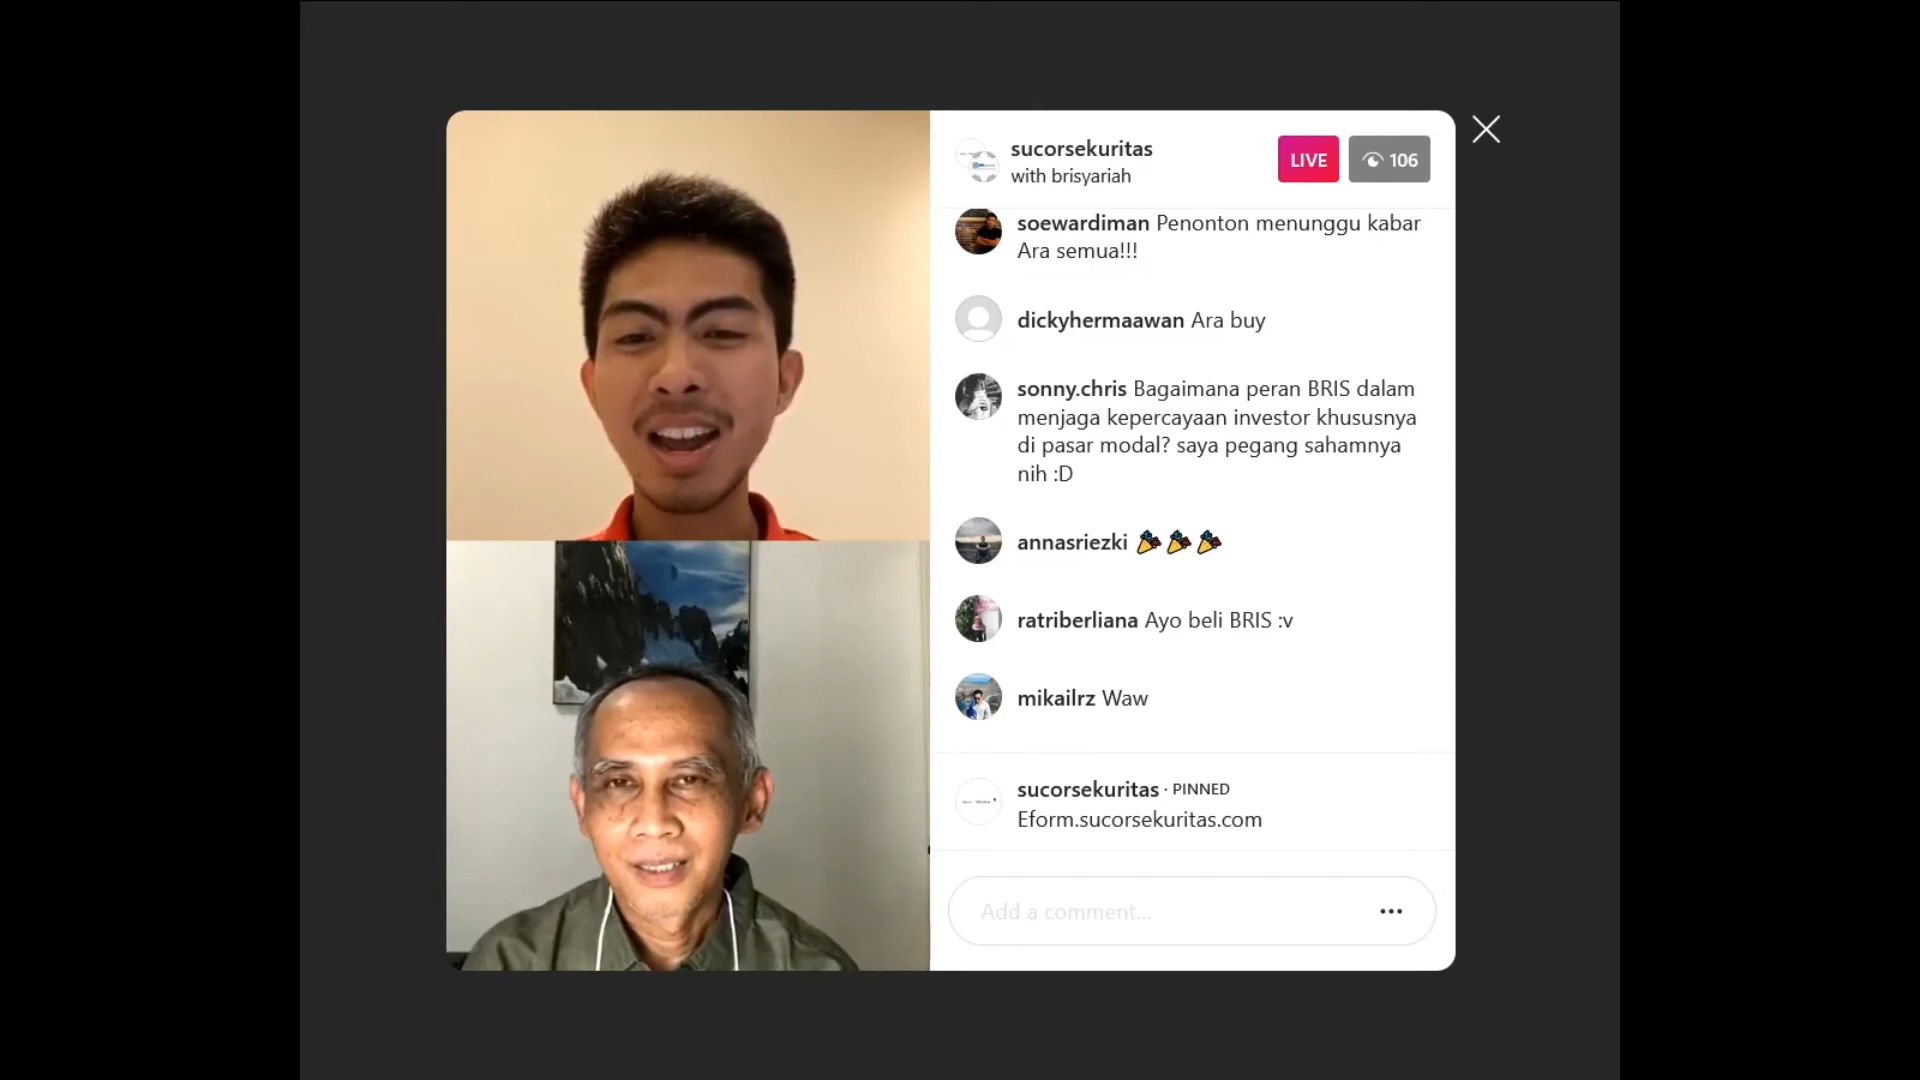 sucorsekuritas
with brisyariah
LIVE
106
soewardiman Penonton menunggu kabar
Ara semua!!!
dickyhermaawan Ara buy
sonny.chris Bagaimana peran BRIS dalam
menjaga kepercayaan investor khususnya
di pasar modal? saya pegang sahamnya
nih :D
annasriezki 🎉🎉🎉
ratriberliana Ayo beli BRIS :v
mikailrz Waw
sucorsekuritas · PINNED
Eform.sucorsekuritas.com
Add a comment...